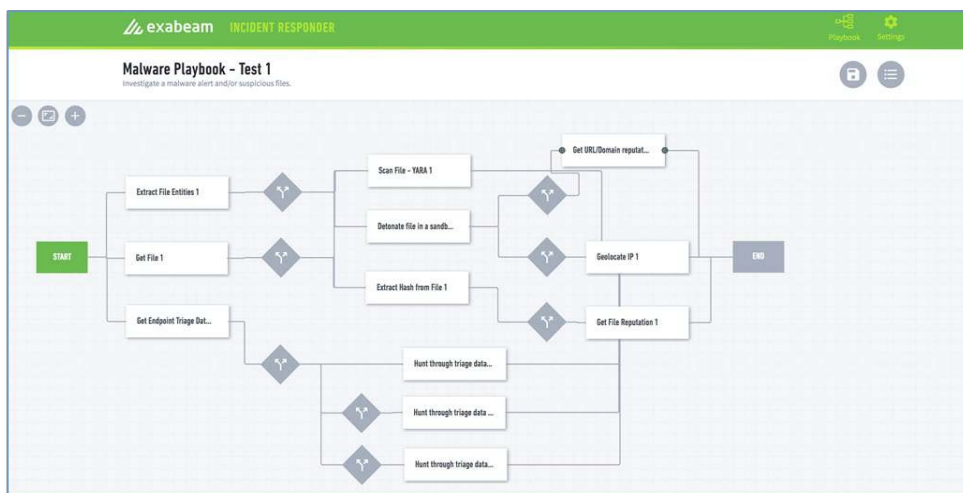 exabeam INCIDENT RESPONDER
Playbook Settings
Malware Playbook - Test 1
Investigate a malware alert and/or suspicious files.
Get URL/Domain reputat...
Scan File - YARA 1
Extract File Entities 1
Detonate file in a sandb...
START
Get File 1
Geolocate IP 1
END
Extract Hash from File 1
Get Endpoint Triage Dat...
Get File Reputation 1
Hunt through triage data...
Hunt through triage data ...
Hunt through triage data...